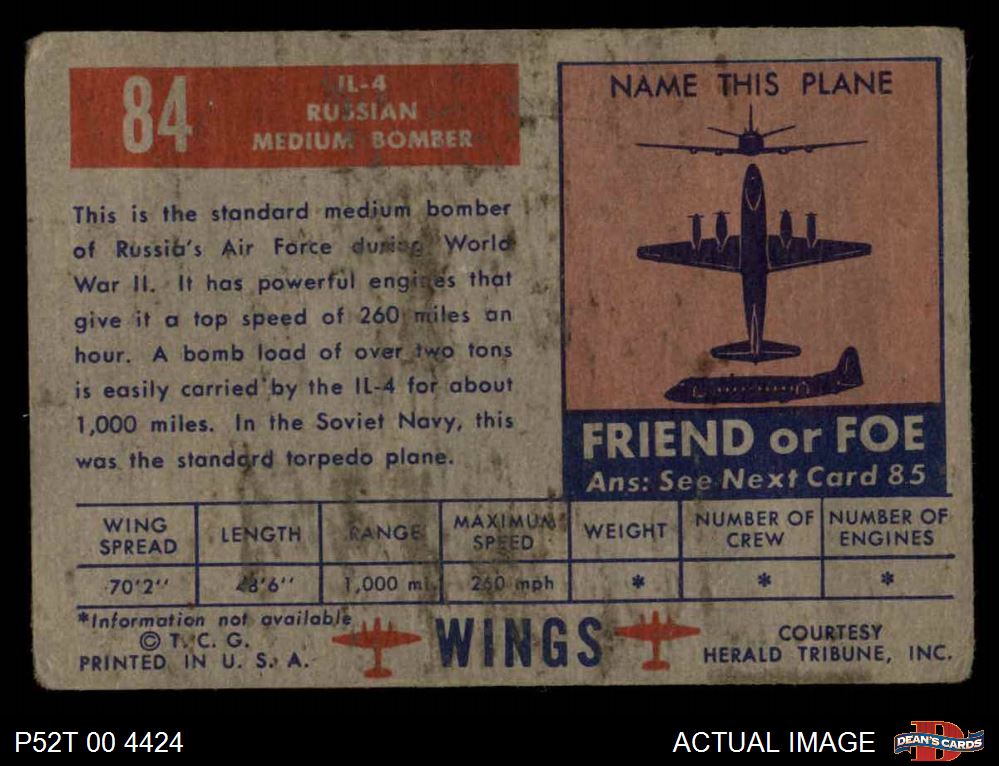 84
IL-4
RUSSIAN
MEDIUM BOMBER
This is the standard medium bomber
of Russia's Air Force during World
War II. It has powerful engines that
give it a top speed of 260 miles an
hour. A bomb load of over two tons
is easily carried by the IL-4 for about
1,000 miles. In the Soviet Navy, this
was the standard torpedo plane.
NAME THIS PLANE
FRIEND or FOE
Ans: See Next Card 85
WING SPREAD LENGTH RANGE MAXIMUM SPEED WEIGHT NUMBER OF CREW NUMBER OF ENGINES
70'2'' 48'6'' 1,000 mi. 260 mph * * *
*Information not available
© T. C. G.
PRINTED IN U. S. A.
WINGS
COURTESY
HERALD TRIBUNE, INC.
P52T 00 4424
ACTUAL IMAGE
DEAN'S CARDS